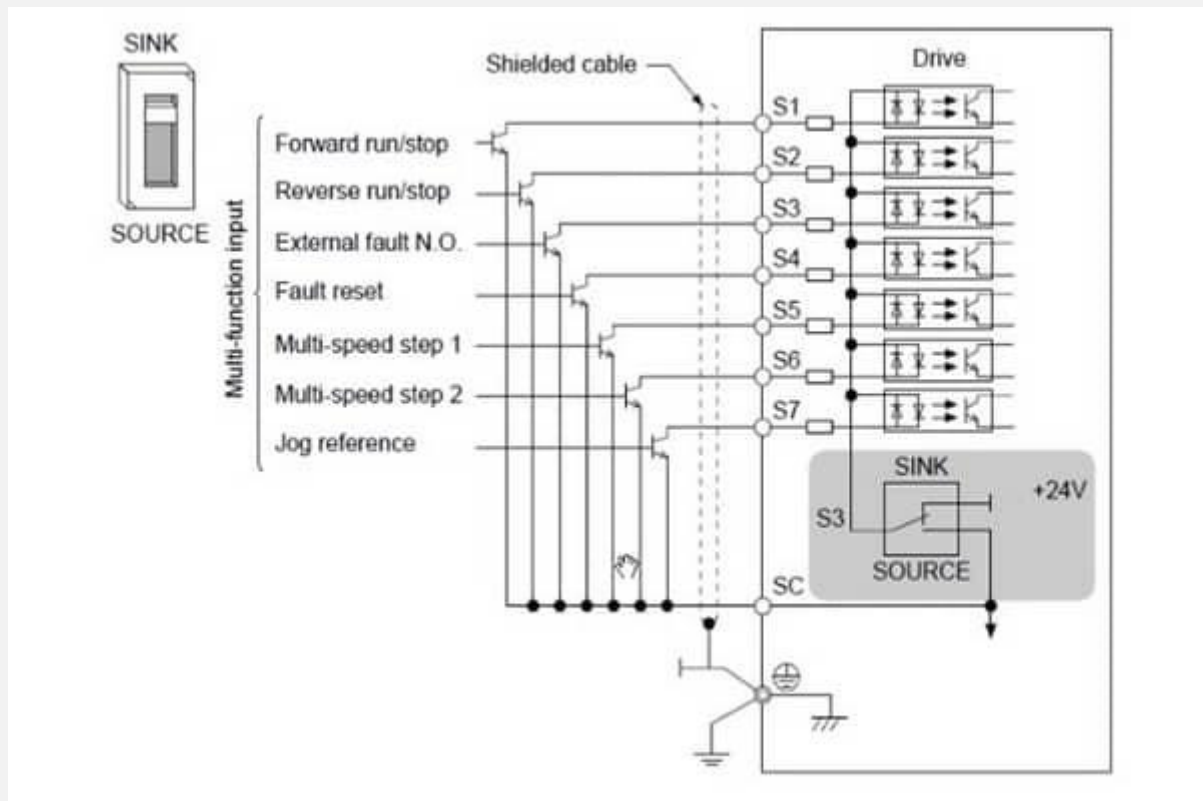 SINK
SOURCE
Multi-function input
Forward run/stop
Reverse run/stop
External fault N.O.
Fault reset
Multi-speed step 1
Multi-speed step 2
Jog reference
Shielded cable
Drive
S1
S2
S3
S4
S5
S6
S7
SINK
+24V
S3
SOURCE
SC